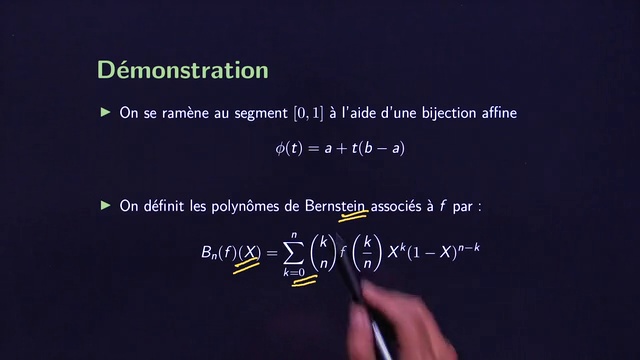 Démonstration
▶ On se ramène au segment [0, 1] à l'aide d'une bijection affine
ϕ(t) = a + t(b − a)
▶ On définit les polynômes de Bernstein associés à f par :
B_n(f)(X) = \sum_{k=0}^{n} \binom{k}{n} f\left(\frac{k}{n}\right) X^k(1 − X)^{n−k}